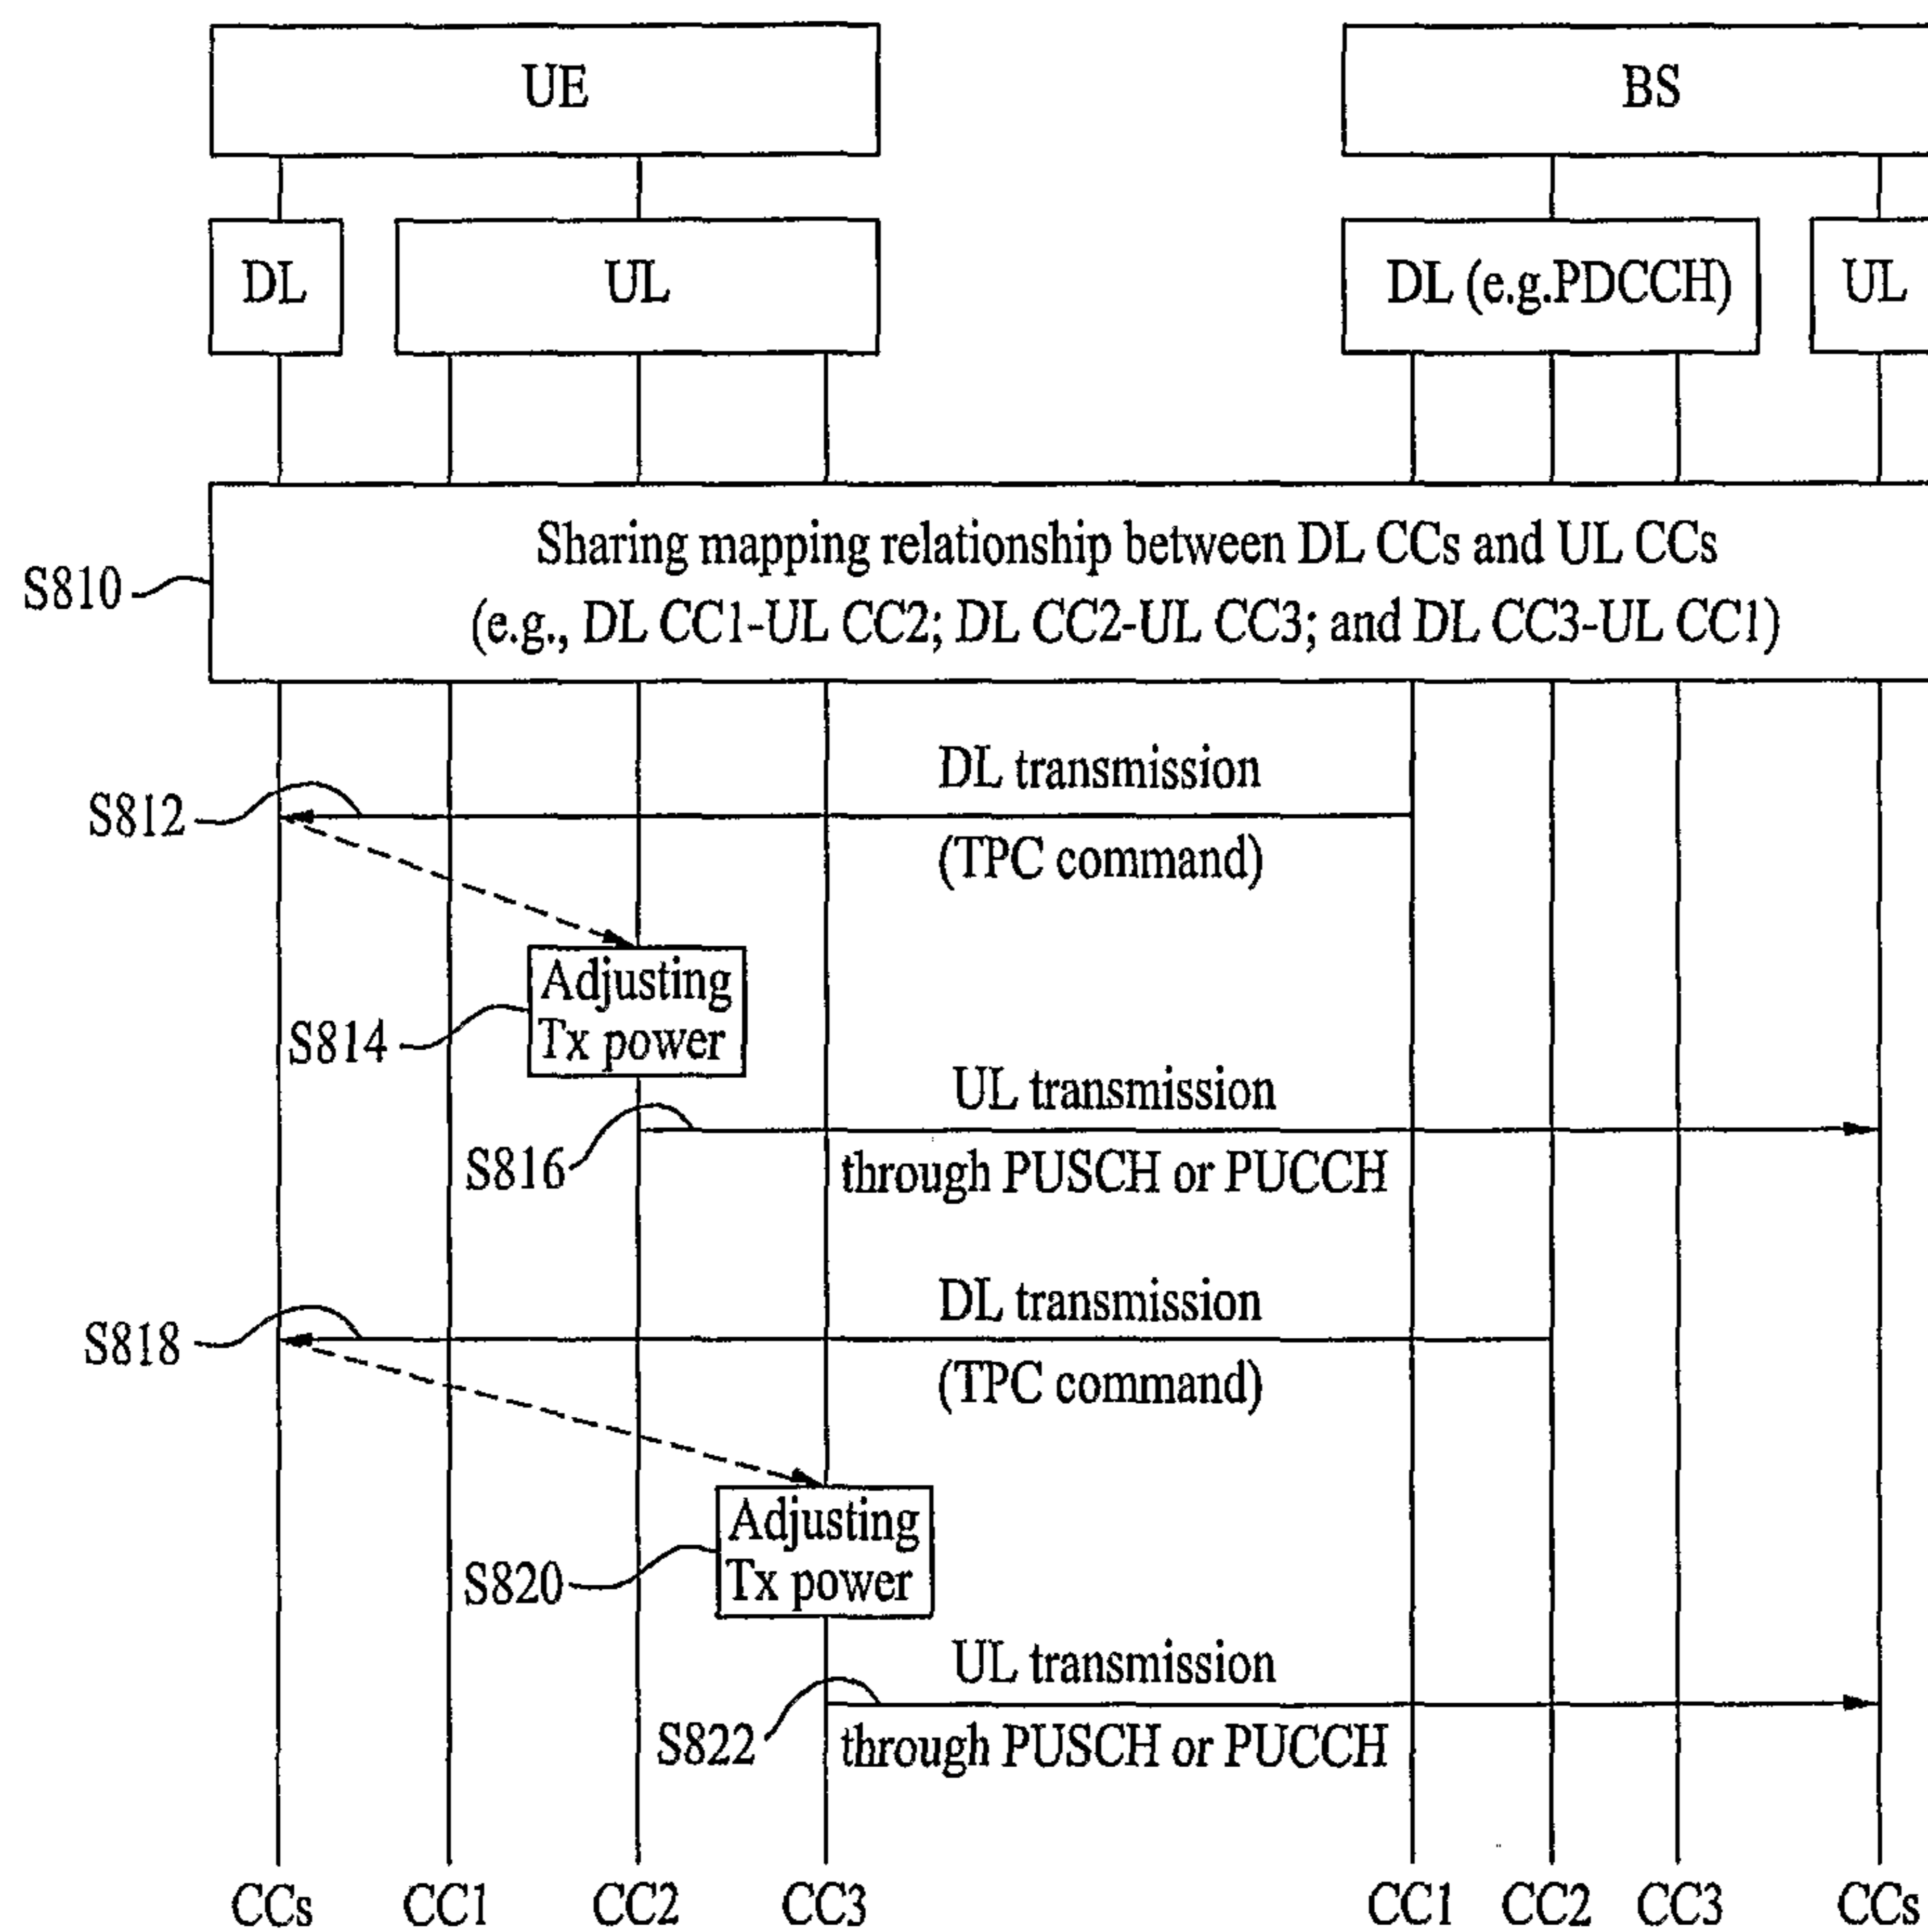 UE
BS
DL
UL
DL (e.g.PDCCH)
UL
Sharing mapping relationship between DL CCs and UL CCs
S810
(e.g., DL CC1-UL CC2; DL CC2-UL CC3; and DL CC3-UL CC1)
DL transmission
S812
(TPC command)
Adjusting
S814
Tx power
UL transmission
S816
through PUSCH or PUCCH
DL transmission
S818
(TPC command)
Adjusting
S820
Tx power
UL transmission
S822
through PUSCH or PUCCH
CCs
CC1
CC2
CC3
CC1
CC2
CC3
CCs